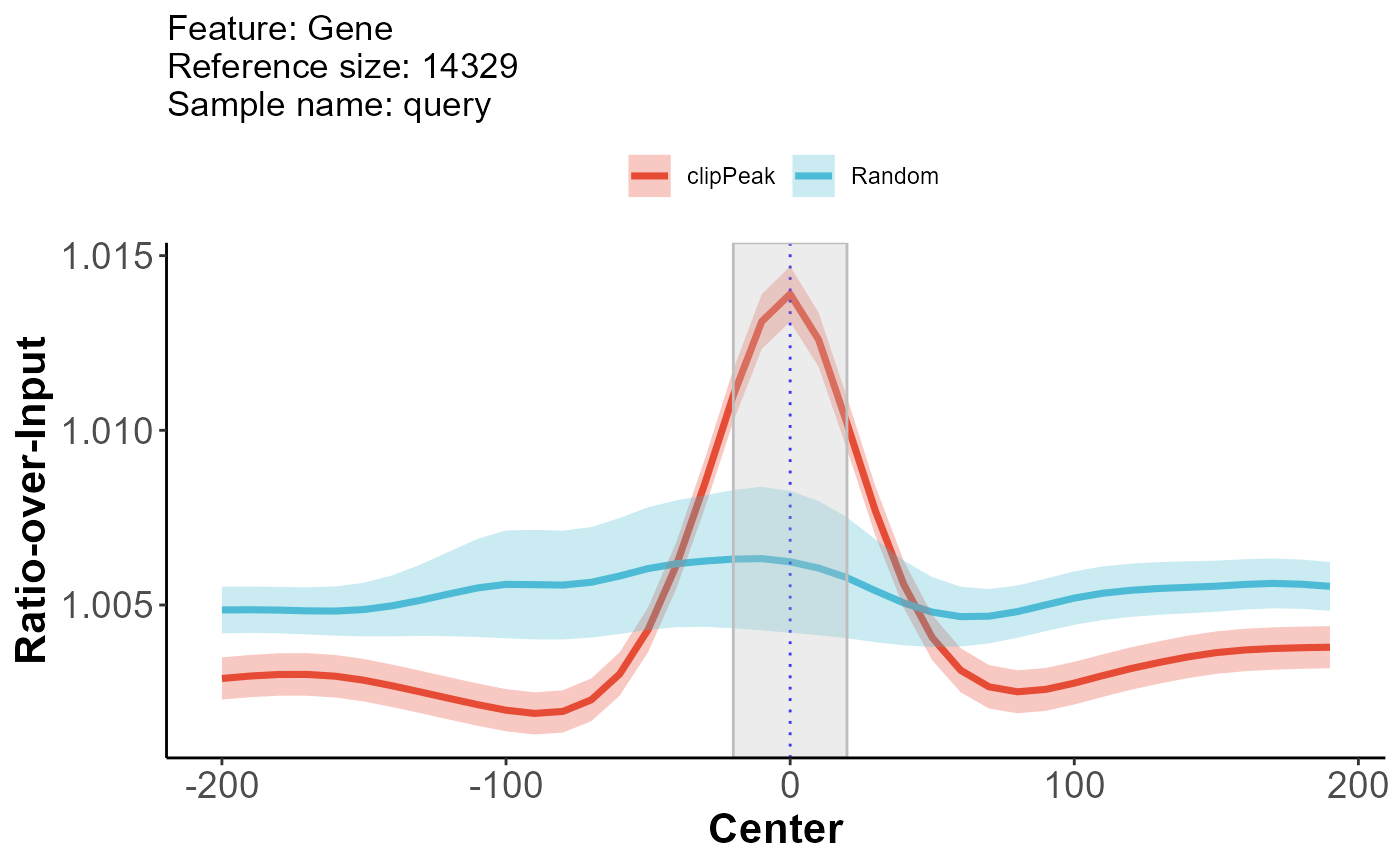 Feature: Gene
Reference size: 14329
Sample name: query
clipPeak Random
1.015
1.010
1.005
Ratio-over-Input
-200 -100 0 100 200
Center